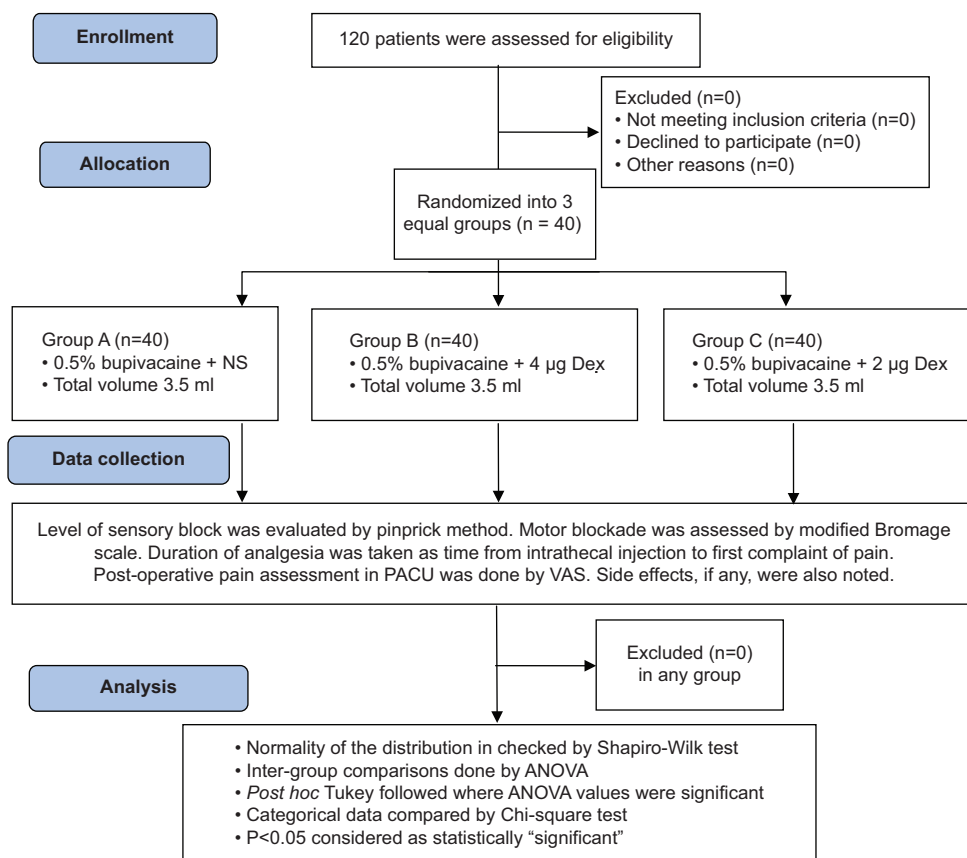 Enrollment
120 patients were assessed for eligibility
Excluded (n=0)
• Not meeting inclusion criteria (n=0)
• Declined to participate (n=0)
• Other reasons (n=0)
Allocation
Randomized into 3
equal groups (n = 40)
Group A (n=40)
• 0.5% bupivacaine + NS
• Total volume 3.5 ml
Group B (n=40)
• 0.5% bupivacaine + 4 µg Dex
• Total volume 3.5 ml
Group C (n=40)
• 0.5% bupivacaine + 2 µg Dex
• Total volume 3.5 ml
Data collection
Level of sensory block was evaluated by pinprick method. Motor blockade was assessed by modified Bromage
scale. Duration of analgesia was taken as time from intrathecal injection to first complaint of pain.
Post-operative pain assessment in PACU was done by VAS. Side effects, if any, were also noted.
Excluded (n=0)
in any group
Analysis
• Normality of the distribution in checked by Shapiro-Wilk test
• Inter-group comparisons done by ANOVA
• Post hoc Tukey followed where ANOVA values were significant
• Categorical data compared by Chi-square test
• P<0.05 considered as statistically “significant”